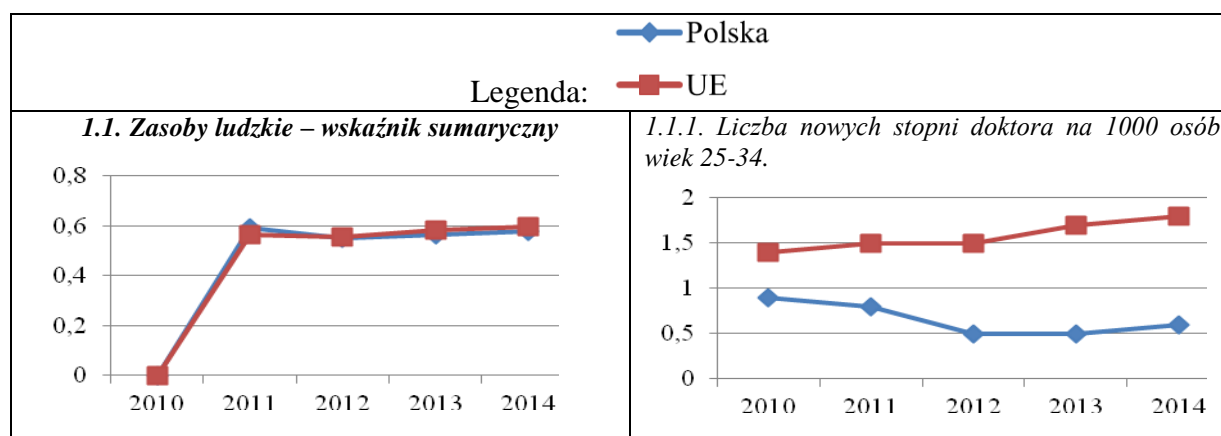 Polska
Legenda: UE
1.1. Zasoby ludzkie – wskaźnik sumaryczny
0,8
0,6
0,4
0,2
0
2010 2011 2012 2013 2014
1.1.1. Liczba nowych stopni doktora na 1000 osób
wiek 25-34.
2
1,5
1
0,5
0
2010 2011 2012 2013 2014